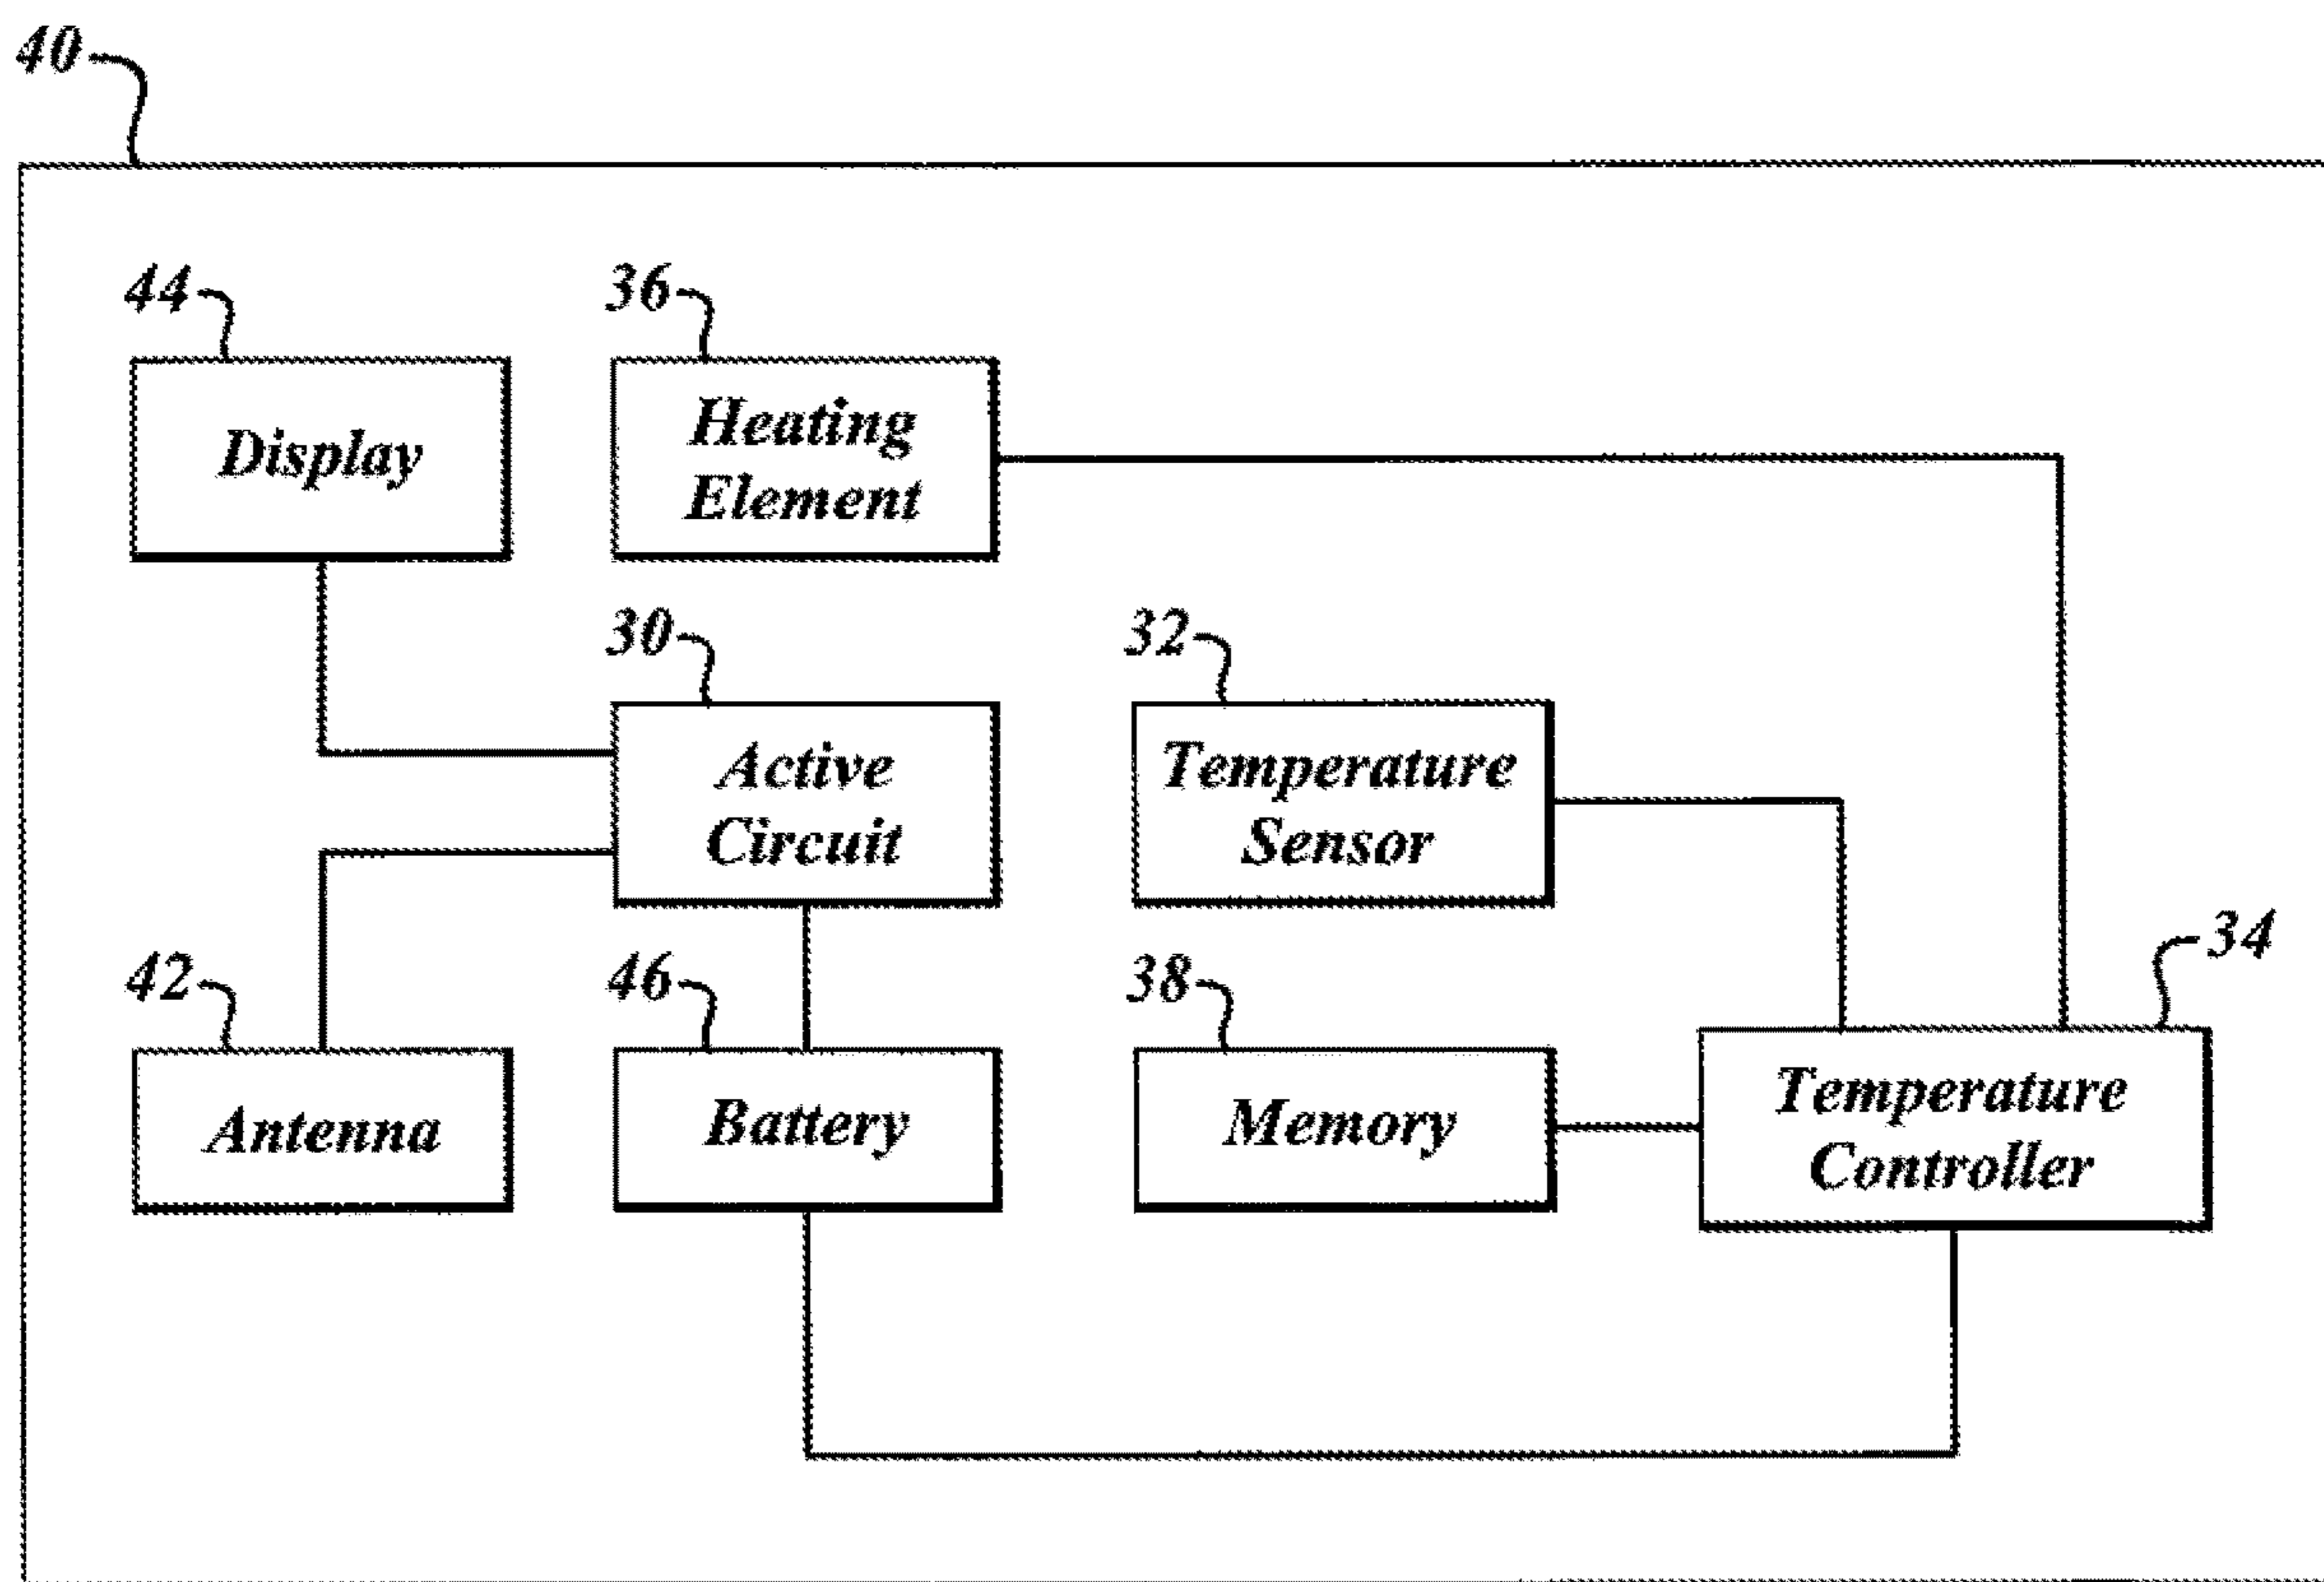 40
44
36
Display
Heating
Element
30
32
Active
Circuit
Temperature
Sensor
42
46
38
34
Antenna
Battery
Memory
Temperature
Controller